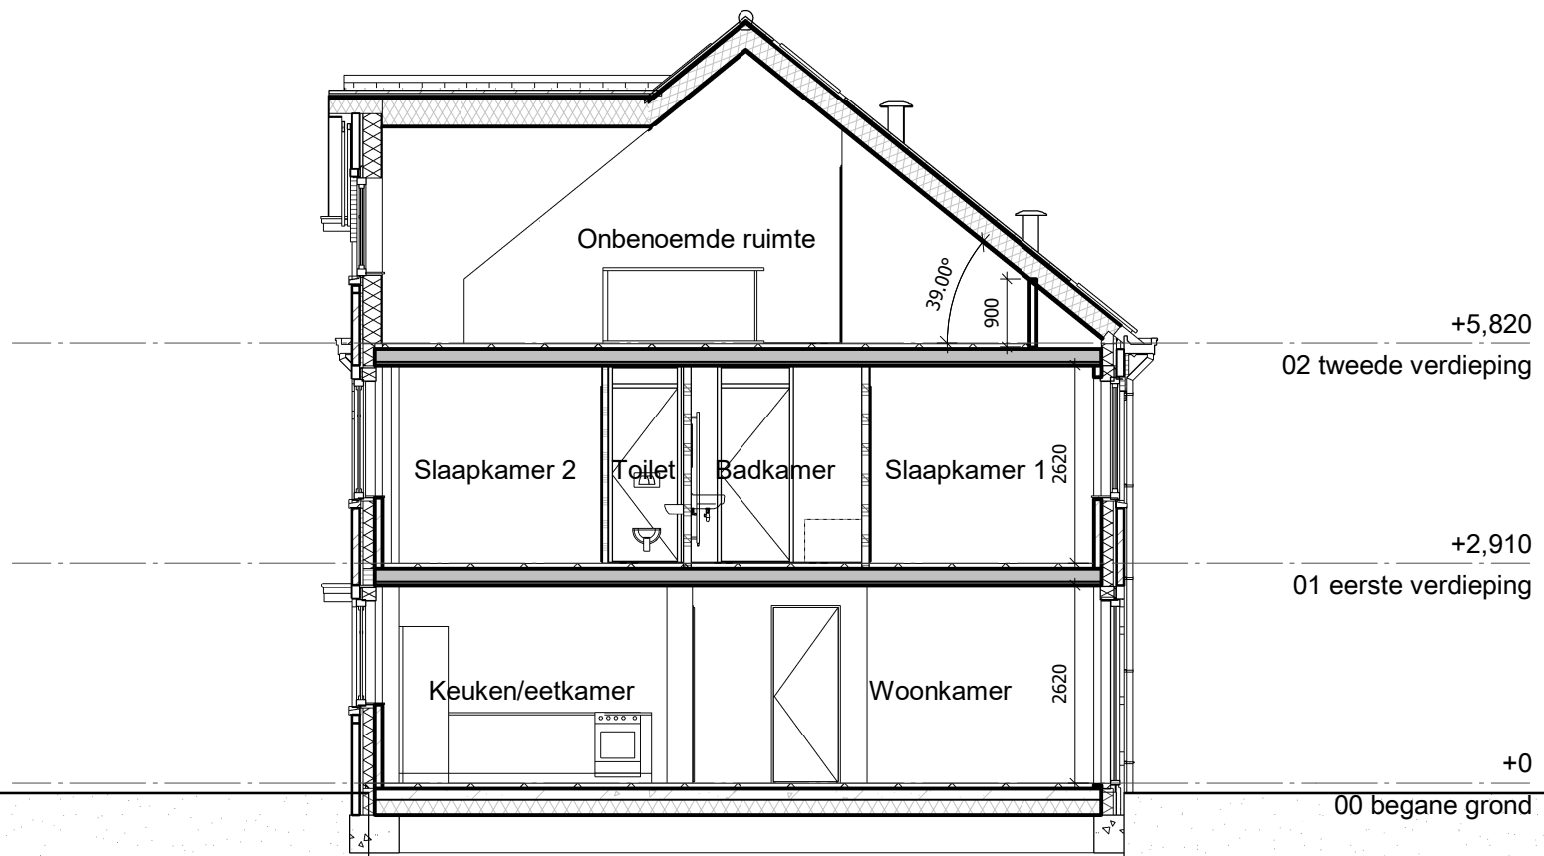 Onbenoemde ruimte
39.00°
900
+5,820
02 tweede verdieping
Slaapkamer 2
Toilet
Badkamer
Slaapkamer 1
2620
+2,910
01 eerste verdieping
Keuken/eetkamer
Woonkamer
2620
+0
00 begane grond